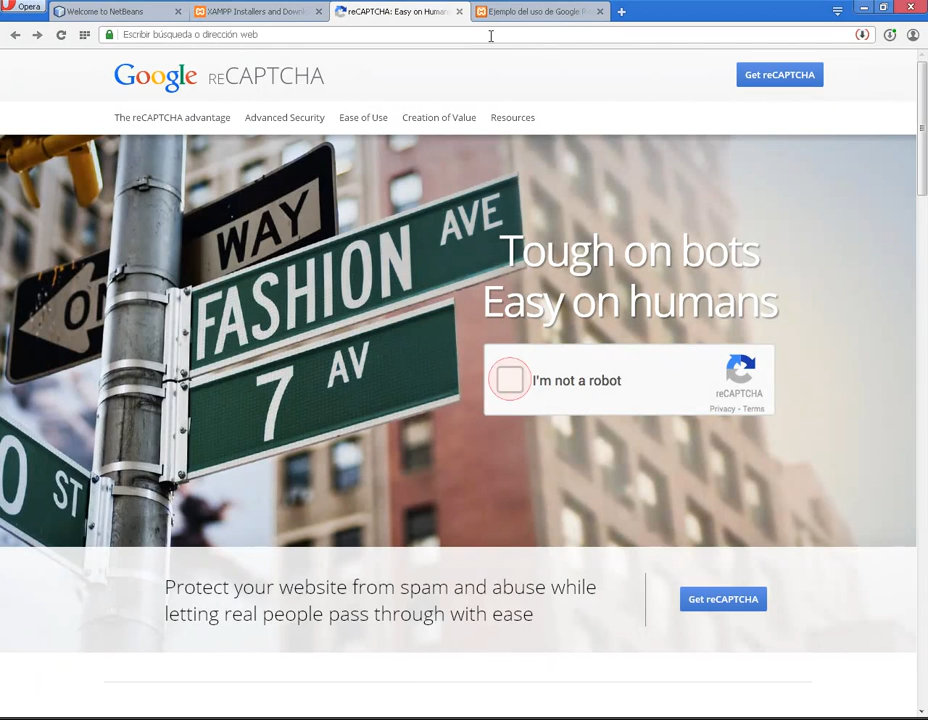 Opera
Welcome to NetBeans
XAMPP Installers and Downl
reCAPTCHA: Easy on Human
Ejemplo del uso de Google Re
Escribir búsqueda o dirección web
Google reCAPTCHA
Get reCAPTCHA
The reCAPTCHA advantage
Advanced Security
Ease of Use
Creation of Value
Resources
WAY
ON
FASHION AVE
7 AV
0 ST
Tough on bots
Easy on humans
I'm not a robot
reCAPTCHA
Privacy - Terms
Protect your website from spam and abuse while
letting real people pass through with ease
Get reCAPTCHA